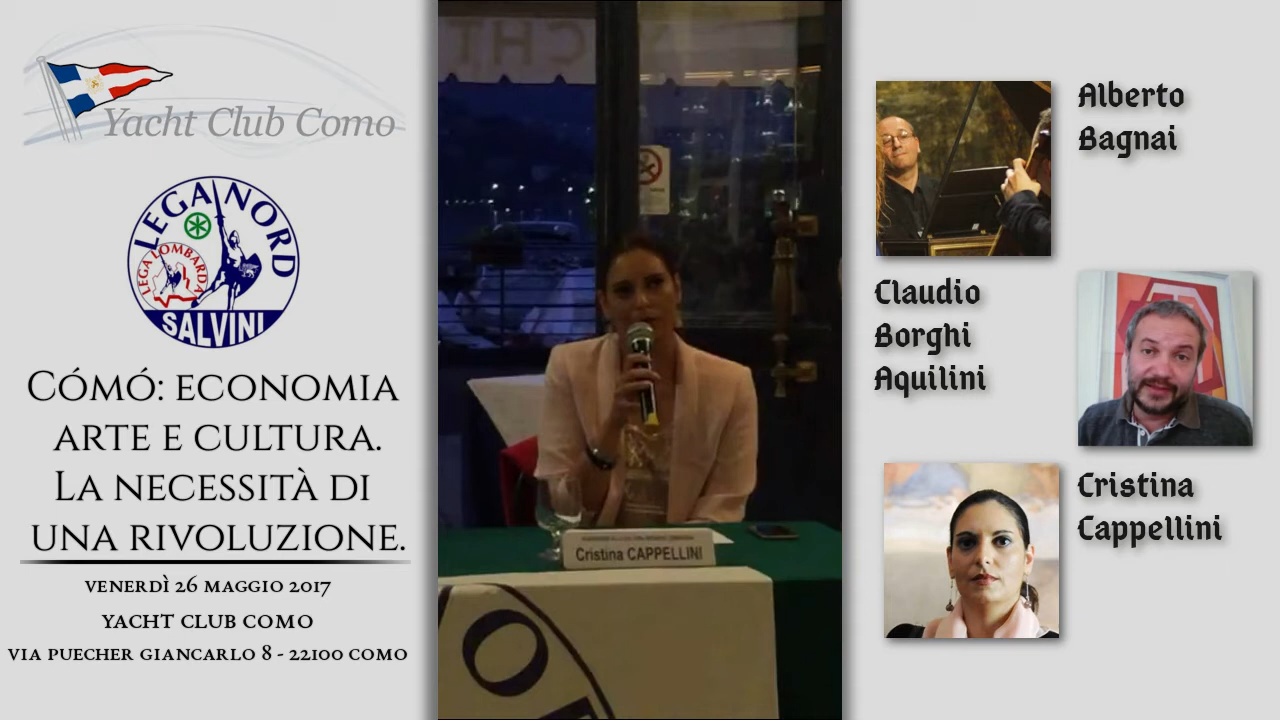 Yacht Club Como
LEGA NORD
LEGA LOMBARDA
SALVINI
CÓMÓ: ECONOMIA
ARTE E CULTURA.
LA NECESSITÀ DI
UNA RIVOLUZIONE.
VENERDÌ 26 MAGGIO 2017
YACHT CLUB COMO
VIA PUECHER GIANCARLO 8 - 22100 COMO
Cristina CAPPELLINI
Alberto
Bagnai
Claudio
Borghi
Aquilini
Cristina
Cappellini